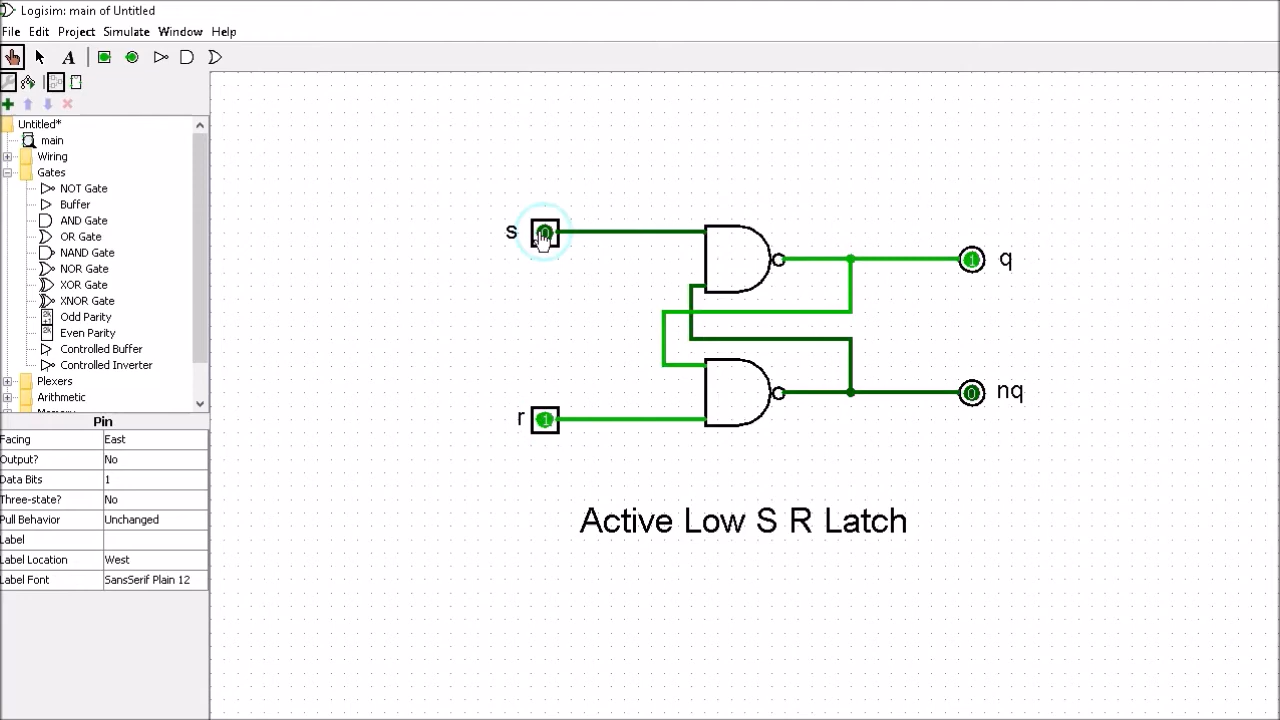 Logisim: main of Untitled
File Edit Project Simulate Window Help
A
Untitled*
main
Wiring
Gates
NOT Gate
Buffer
AND Gate
OR Gate
NAND Gate
NOR Gate
XOR Gate
XNOR Gate
Odd Parity
Even Parity
Controlled Buffer
Controlled Inverter
Plexers
Arithmetic
Pin
Facing East
Output? No
Data Bits 1
Three-state? No
Pull Behavior Unchanged
Label
Label Location West
Label Font SansSerif Plain 12
s 0
1 q
0 nq
r 1
Active Low S R Latch